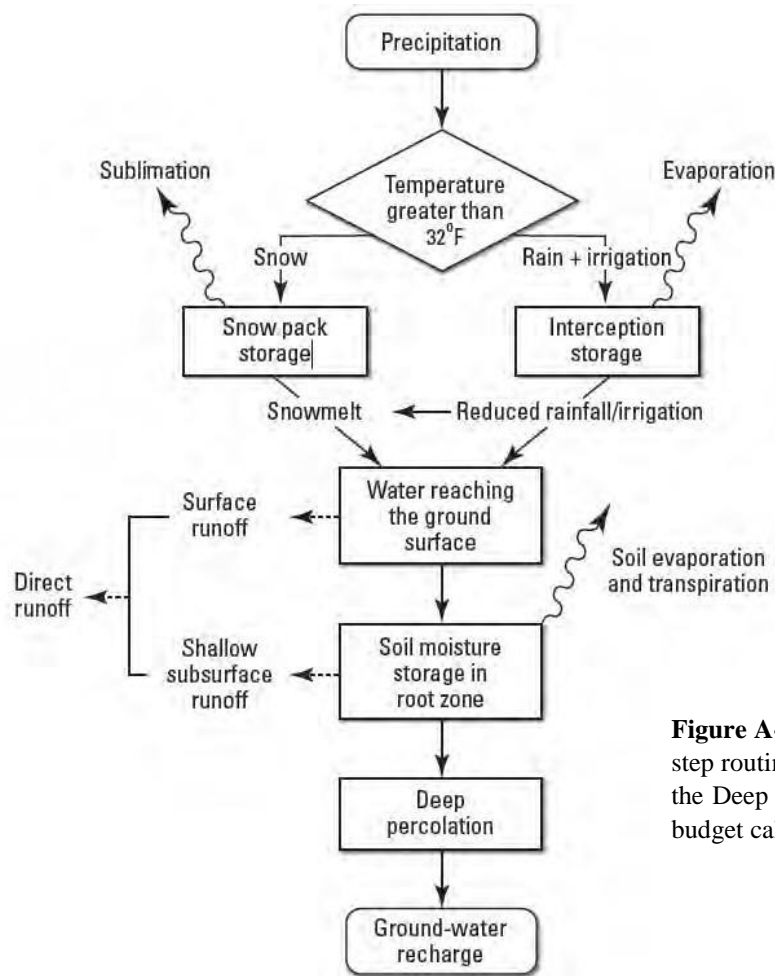 Precipitation
Sublimation
Evaporation
Temperature
greater than
32°F
Snow
Rain + irrigation
Snow pack
storage
Interception
storage
Snowmelt
Reduced rainfall/irrigation
Water reaching
the ground
surface
Surface
runoff
Soil evaporation
and transpiration
Direct
runoff
Shallow
subsurface
runoff
Soil moisture
storage in
root zone
Figure A-
step routin
the Deep
budget cal
Deep
percolation
Ground-water
recharge